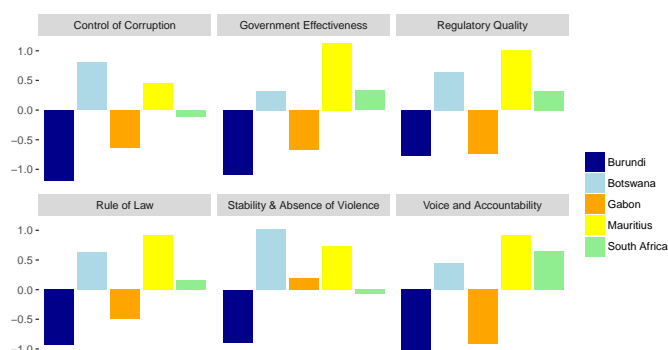 Control of Corruption
Government Effectiveness
Regulatory Quality
1.0
0.5
0.0
−0.5
−1.0
Rule of Law
Stability & Absence of Violence
Voice and Accountability
1.0
0.5
0.0
−0.5
−1.0
Burundi
Botswana
Gabon
Mauritius
South Africa